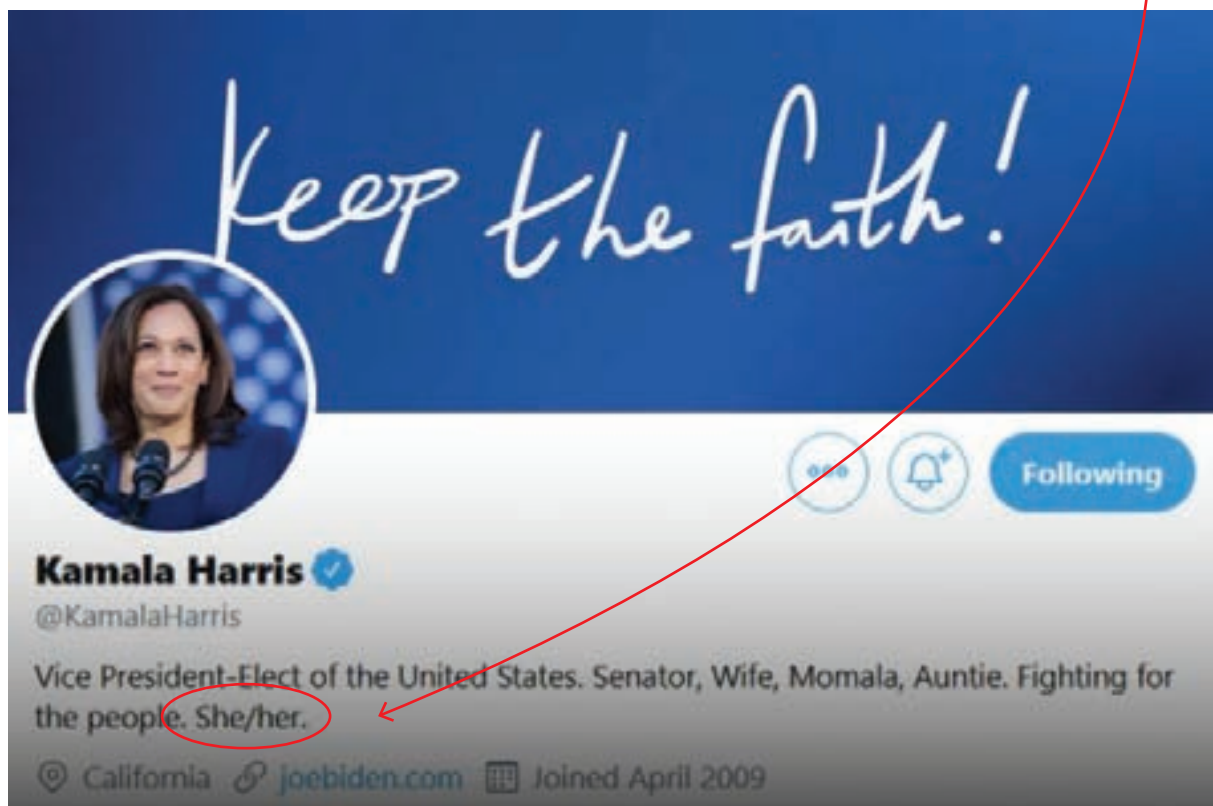 Keep the faith!
Following
Kamala Harris
@KamalaHarris
Vice President-Elect of the United States. Senator, Wife, Momala, Auntie. Fighting for
the people. She/her.
California joebiden.com Joined April 2009